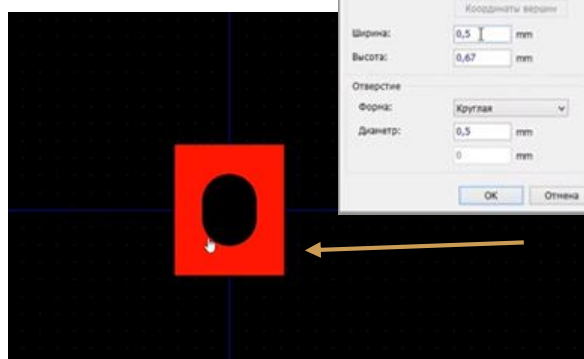 Координаты вершин
Ширина: 0,5 mm
Высота: 0,67 mm
Отверстие
Форма: Круглая
Диаметр: 0,5 mm
0 mm
OK Отмена